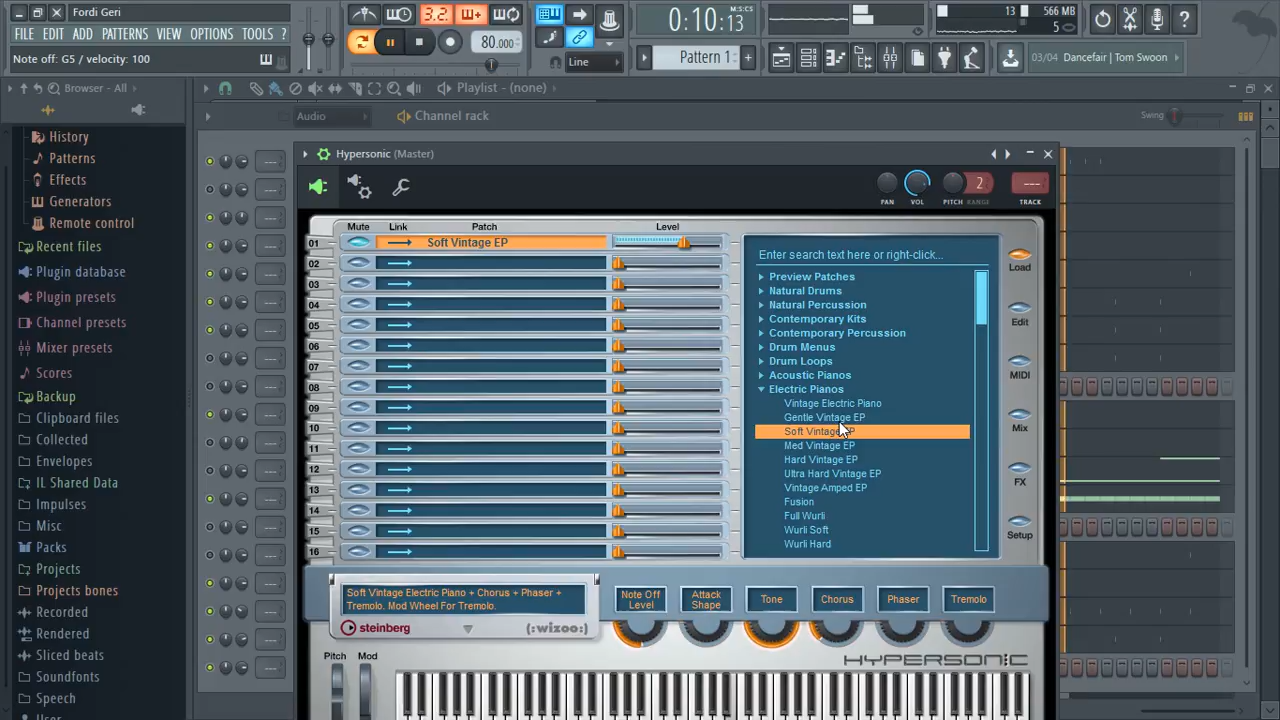 Fordi Geri
FILE EDIT ADD PATTERNS VIEW OPTIONS TOOLS ?
Note off: G5 / velocity: 100
3.2
80.000
Line
0:10:13
M:S:CS
Pattern 1
13
566 MB
5
03/04 Dancefair | Tom Swoon
Browser - All
Playlist - (none)
Audio
Channel rack
Swing
History
Patterns
Effects
Generators
Remote control
Recent files
Plugin database
Plugin presets
Channel presets
Mixer presets
Scores
Backup
Clipboard files
Collected
Envelopes
IL Shared Data
Impulses
Misc
Packs
Projects
Projects bones
Recorded
Rendered
Sliced beats
Soundfonts
Speech
User
Hypersonic (Master)
PAN VOL PITCH RANGE TRACK
2
Mute Link Patch Level
01 Soft Vintage EP
02
03
04
05
06
07
08
09
10
11
12
13
14
15
16
Enter search text here or right-click...
Preview Patches
Natural Drums
Natural Percussion
Contemporary Kits
Contemporary Percussion
Drum Menus
Drum Loops
Acoustic Pianos
Electric Pianos
Vintage Electric Piano
Gentle Vintage EP
Soft Vintage EP
Med Vintage EP
Hard Vintage EP
Ultra Hard Vintage EP
Vintage Amped EP
Fusion
Full Wurli
Wurli Soft
Wurli Hard
Load
Edit
MIDI
Mix
FX
Setup
Soft Vintage Electric Piano + Chorus + Phaser +
Tremolo. Mod Wheel For Tremolo.
steinberg (:wizoo:)
Note Off
Level
Attack
Shape
Tone
Chorus
Phaser
Tremolo
HYPERSONIC
Pitch Mod